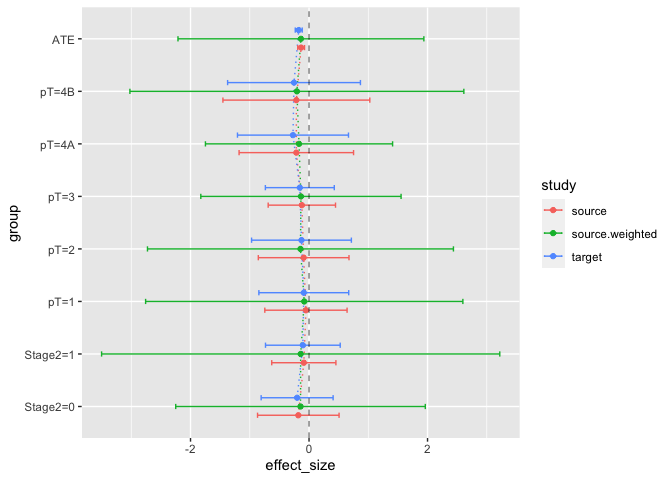 ATE
pT=4B
pT=4A
pT=3
pT=2
pT=1
Stage2=1
Stage2=0
group
-2
0
2
effect_size
study
source
source.weighted
target